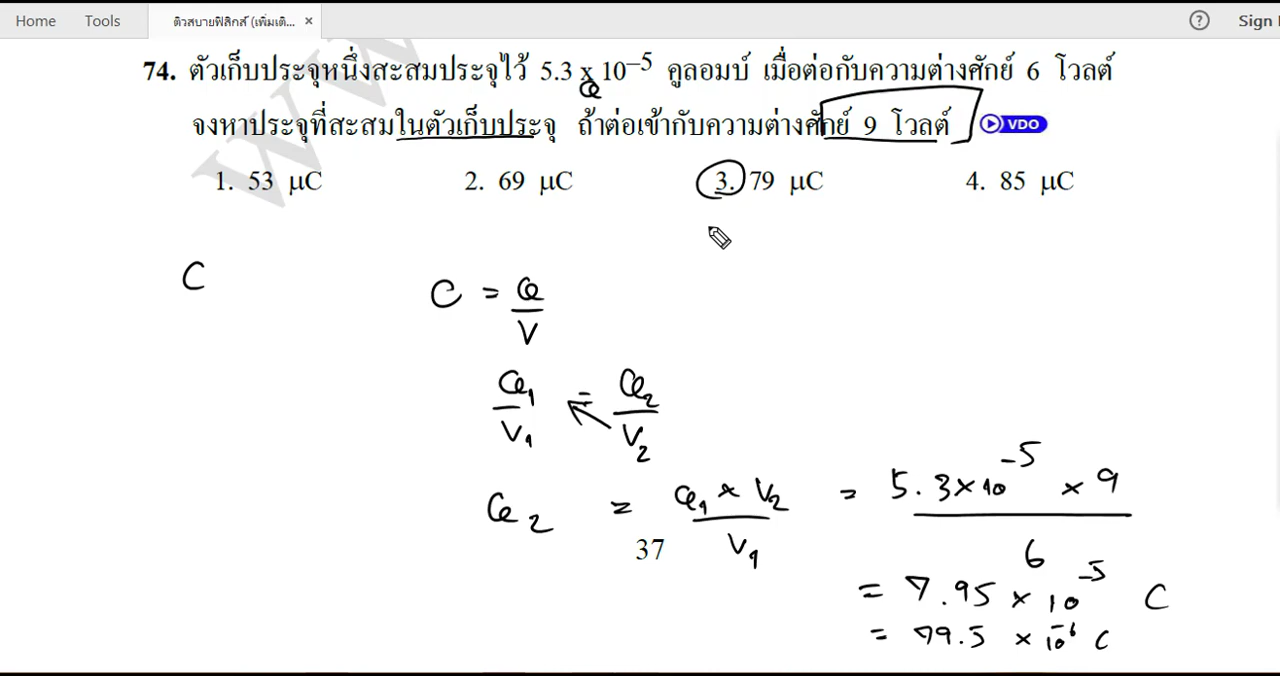 Home Tools ติวสบายฟิสิกส์ (เพิ่มเติ... × ? Sign I
WWW
74. ตัวเก็บประจุหนึ่งสะสมประจุไว้ 5.3 x 10⁻⁵ คูลอมบ์ เมื่อต่อกับความต่างศักย์ 6 โวลต์
Q
จงหาประจุที่สะสมในตัวเก็บประจุ ถ้าต่อเข้ากับความต่างศักย์ 9 โวลต์ VDO
1. 53 μC 2. 69 μC 3. 79 μC 4. 85 μC
C
C = Q/V
Q₁/V₁ = Q₂/V₂
Q₂ = Q₁ × V₂/V₁ = 5.3×10⁻⁵ × 9/6
37
= 7.95 × 10⁻⁵ C
= 79.5 × 10⁻⁶ C